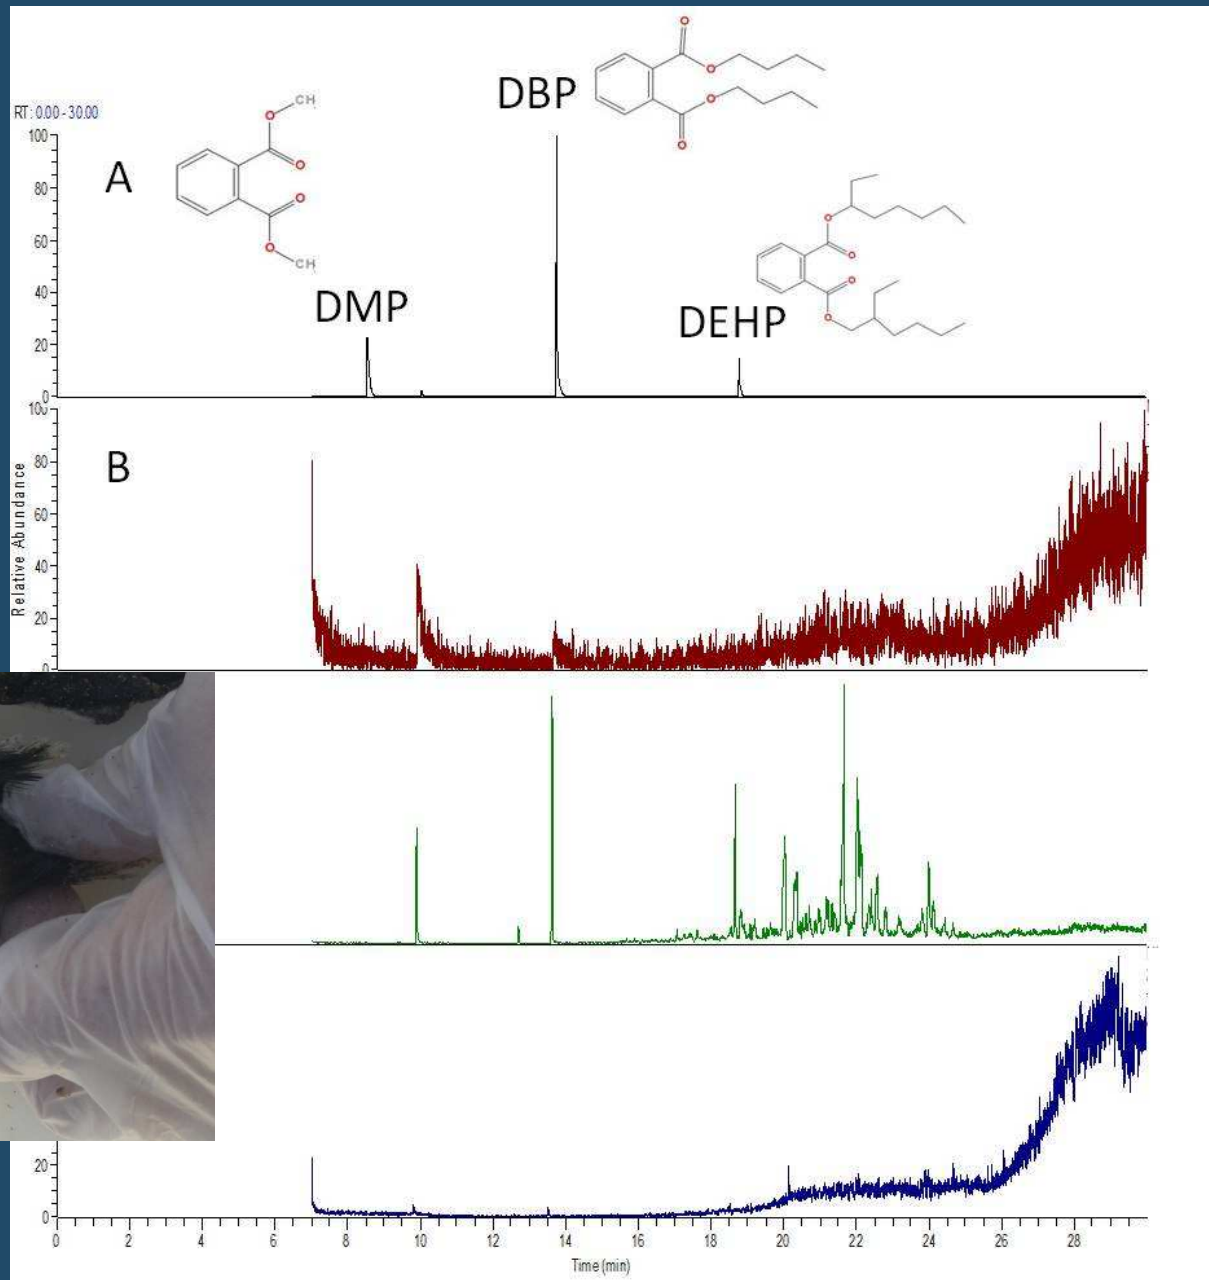 RT: 0.00 - 30.00
DBP
O
O
O
O
CH
O
O
O
O
CH
A
DMP
O
O
O
O
DEHP
100
80
60
40
20
0
Relative Abundance
100
80
60
40
20
0
B
20
0
0 2 4 6 8 10 12 14 16 18 20 22 24 26 28
Time (min)